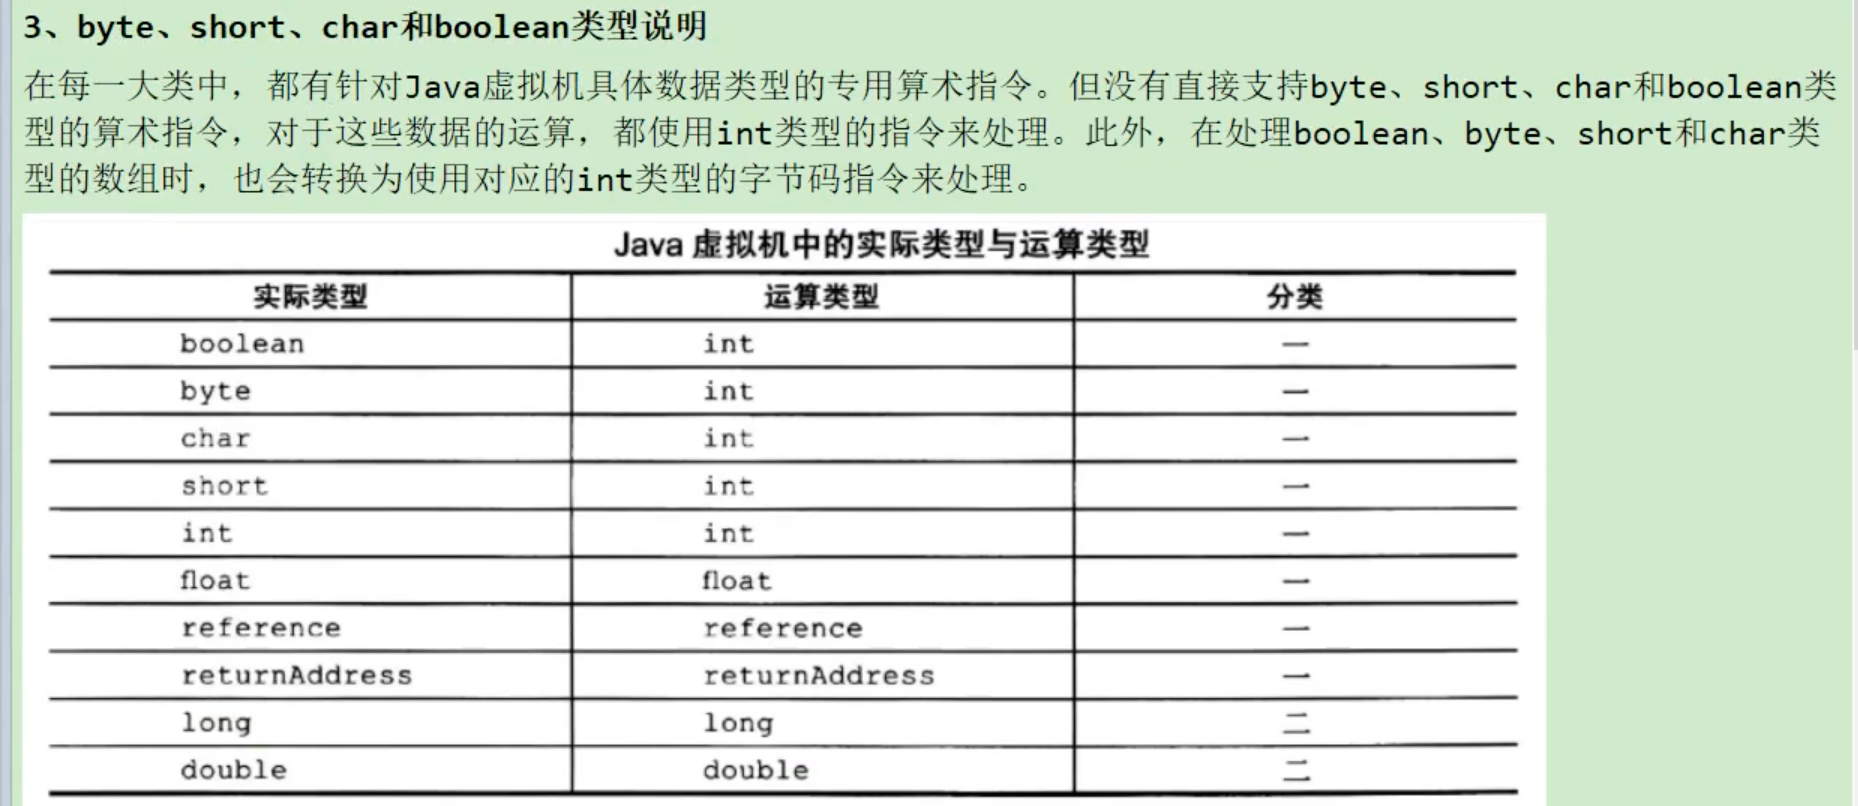 3、byte、short、char和boolean类型说明
在每一大类中，都有针对Java虚拟机具体数据类型的专用算术指令。但没有直接支持byte、short、char和boolean类
型的算术指令，对于这些数据的运算，都使用int类型的指令来处理。此外，在处理boolean、byte、short和char类
型的数组时，也会转换为使用对应的int类型的字节码指令来处理。
Java 虚拟机中的实际类型与运算类型
实际类型 运算类型 分类
boolean int 一
byte int 一
char int 一
short int 一
int int 一
float float 一
reference reference 一
returnAddress returnAddress 一
long long 二
double double 二